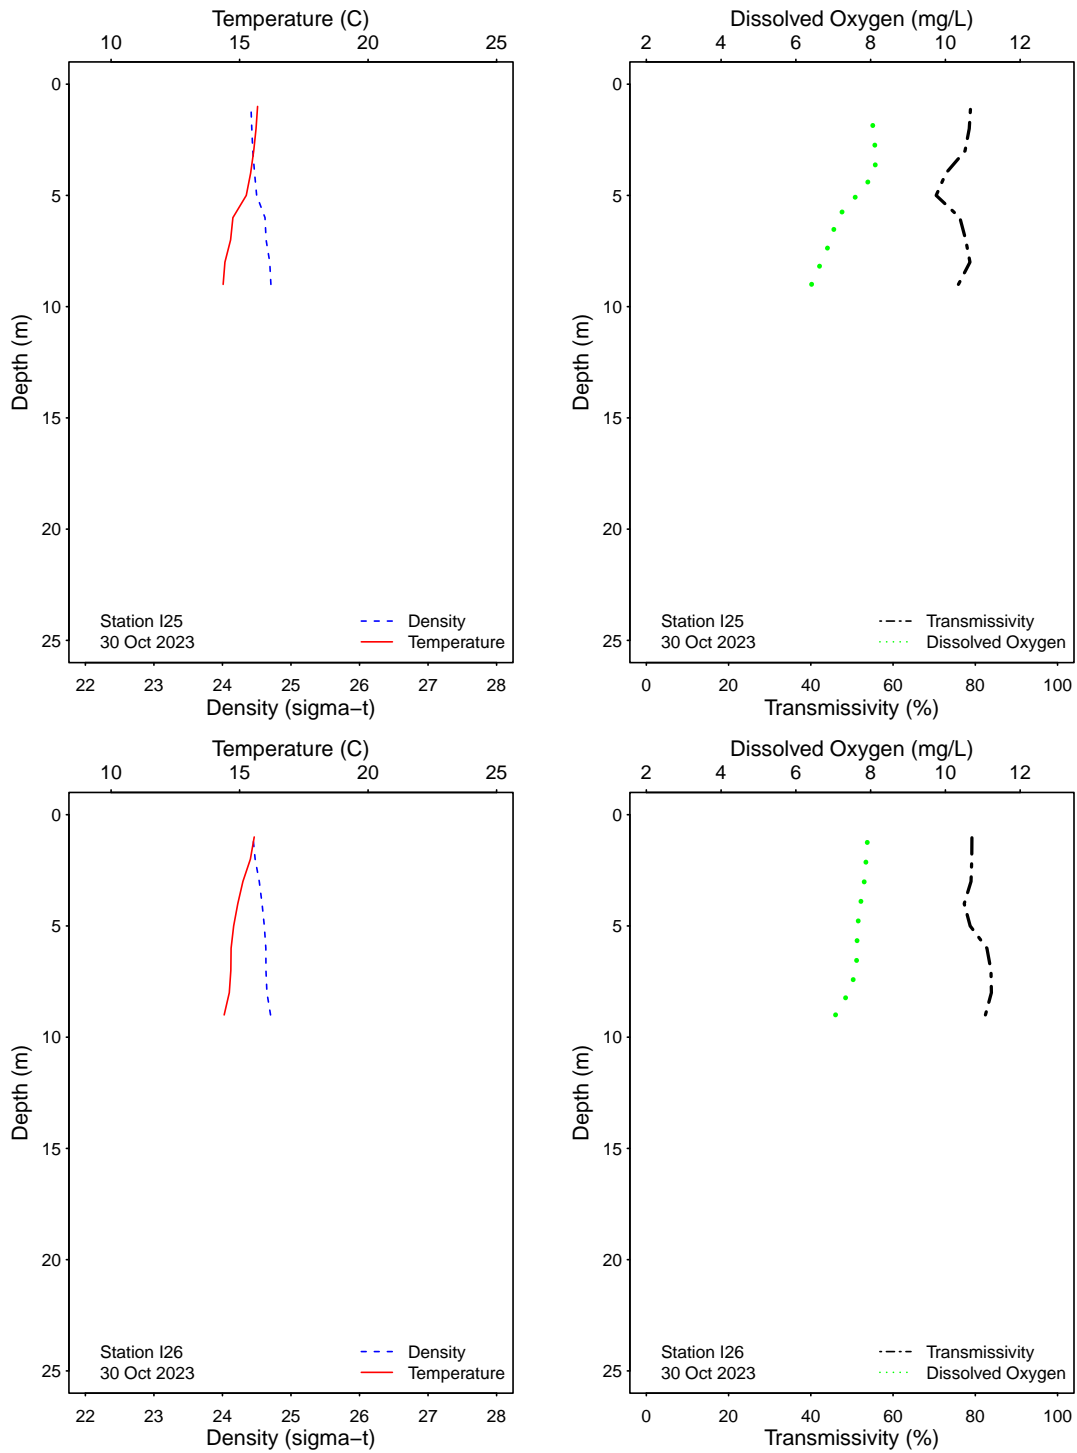 Temperature (C)
10 15 20 25
0
5
10
15
20
25
Depth (m)
Station I25
30 Oct 2023
Density
Temperature
22 23 24 25 26 27 28
Density (sigma−t)
Dissolved Oxygen (mg/L)
2 4 6 8 10 12
0
5
10
15
20
25
Depth (m)
Station I25
30 Oct 2023
Transmissivity
Dissolved Oxygen
0 20 40 60 80 100
Transmissivity (%)
Temperature (C)
10 15 20 25
0
5
10
15
20
25
Depth (m)
Station I26
30 Oct 2023
Density
Temperature
22 23 24 25 26 27 28
Density (sigma−t)
Dissolved Oxygen (mg/L)
2 4 6 8 10 12
0
5
10
15
20
25
Depth (m)
Station I26
30 Oct 2023
Transmissivity
Dissolved Oxygen
0 20 40 60 80 100
Transmissivity (%)